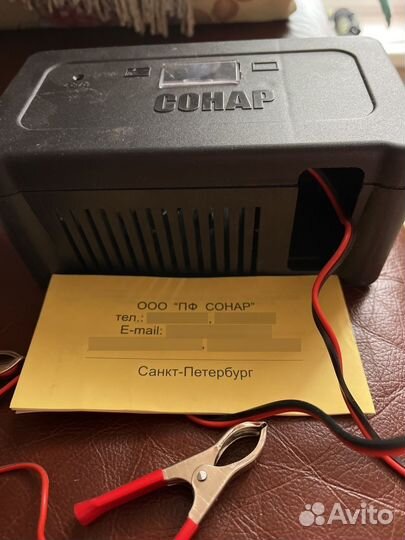 СОНАР
ООО "ПФ СОНАР"
тел.: ,
E-mail:
,
Санкт-Петербург
Avito